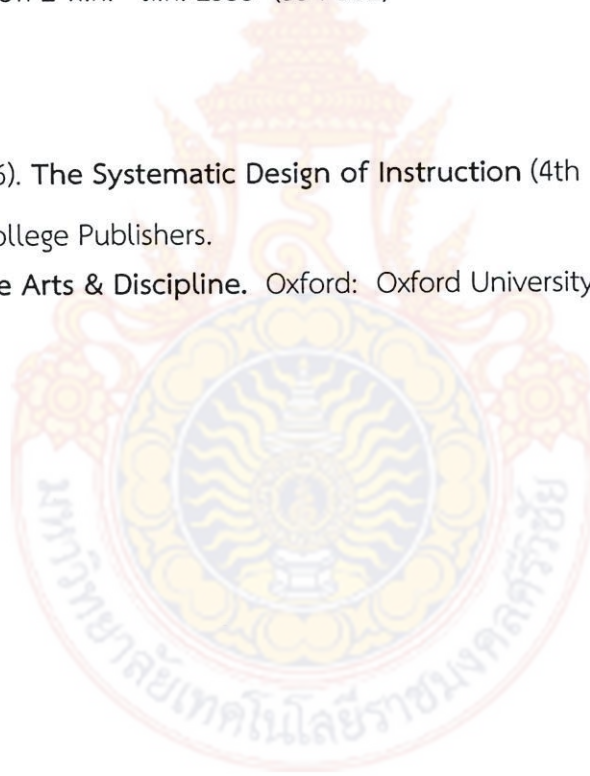 6). The Systematic Design of Instruction (4th
ollege Publishers.
e Arts & Discipline. Oxford: Oxford University
มหาวิทยาลัยเทคโนโลยีราชมงคลศรีวิชัย